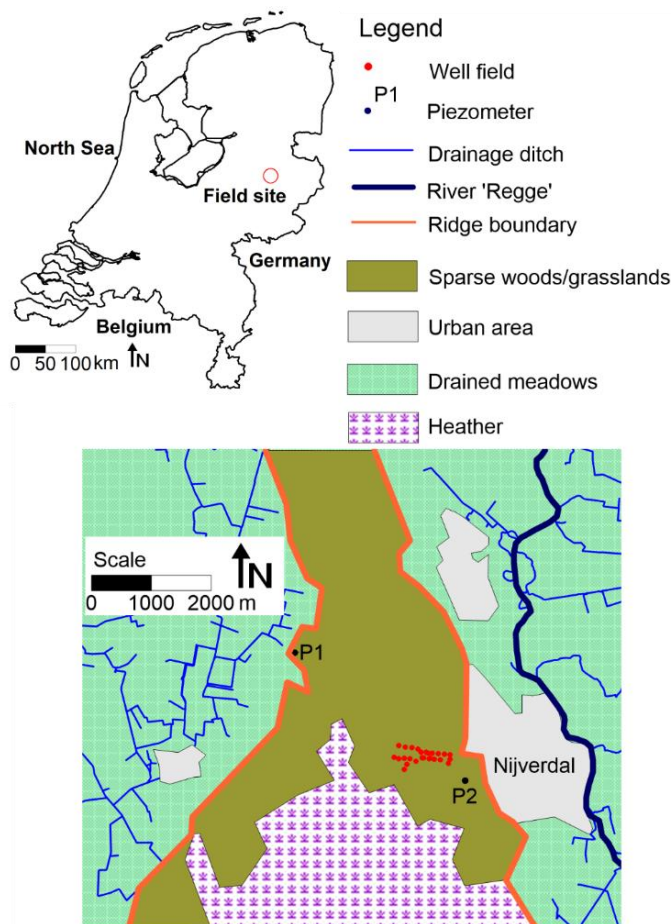 North Sea
Field site
Germany
Belgium
0 50 100 km
N
Legend
Well field
P1
Piezometer
Drainage ditch
River 'Regge'
Ridge boundary
Sparse woods/grasslands
Urban area
Drained meadows
Heather
Scale
N
0 1000 2000 m
P1
Nijverdal
P2